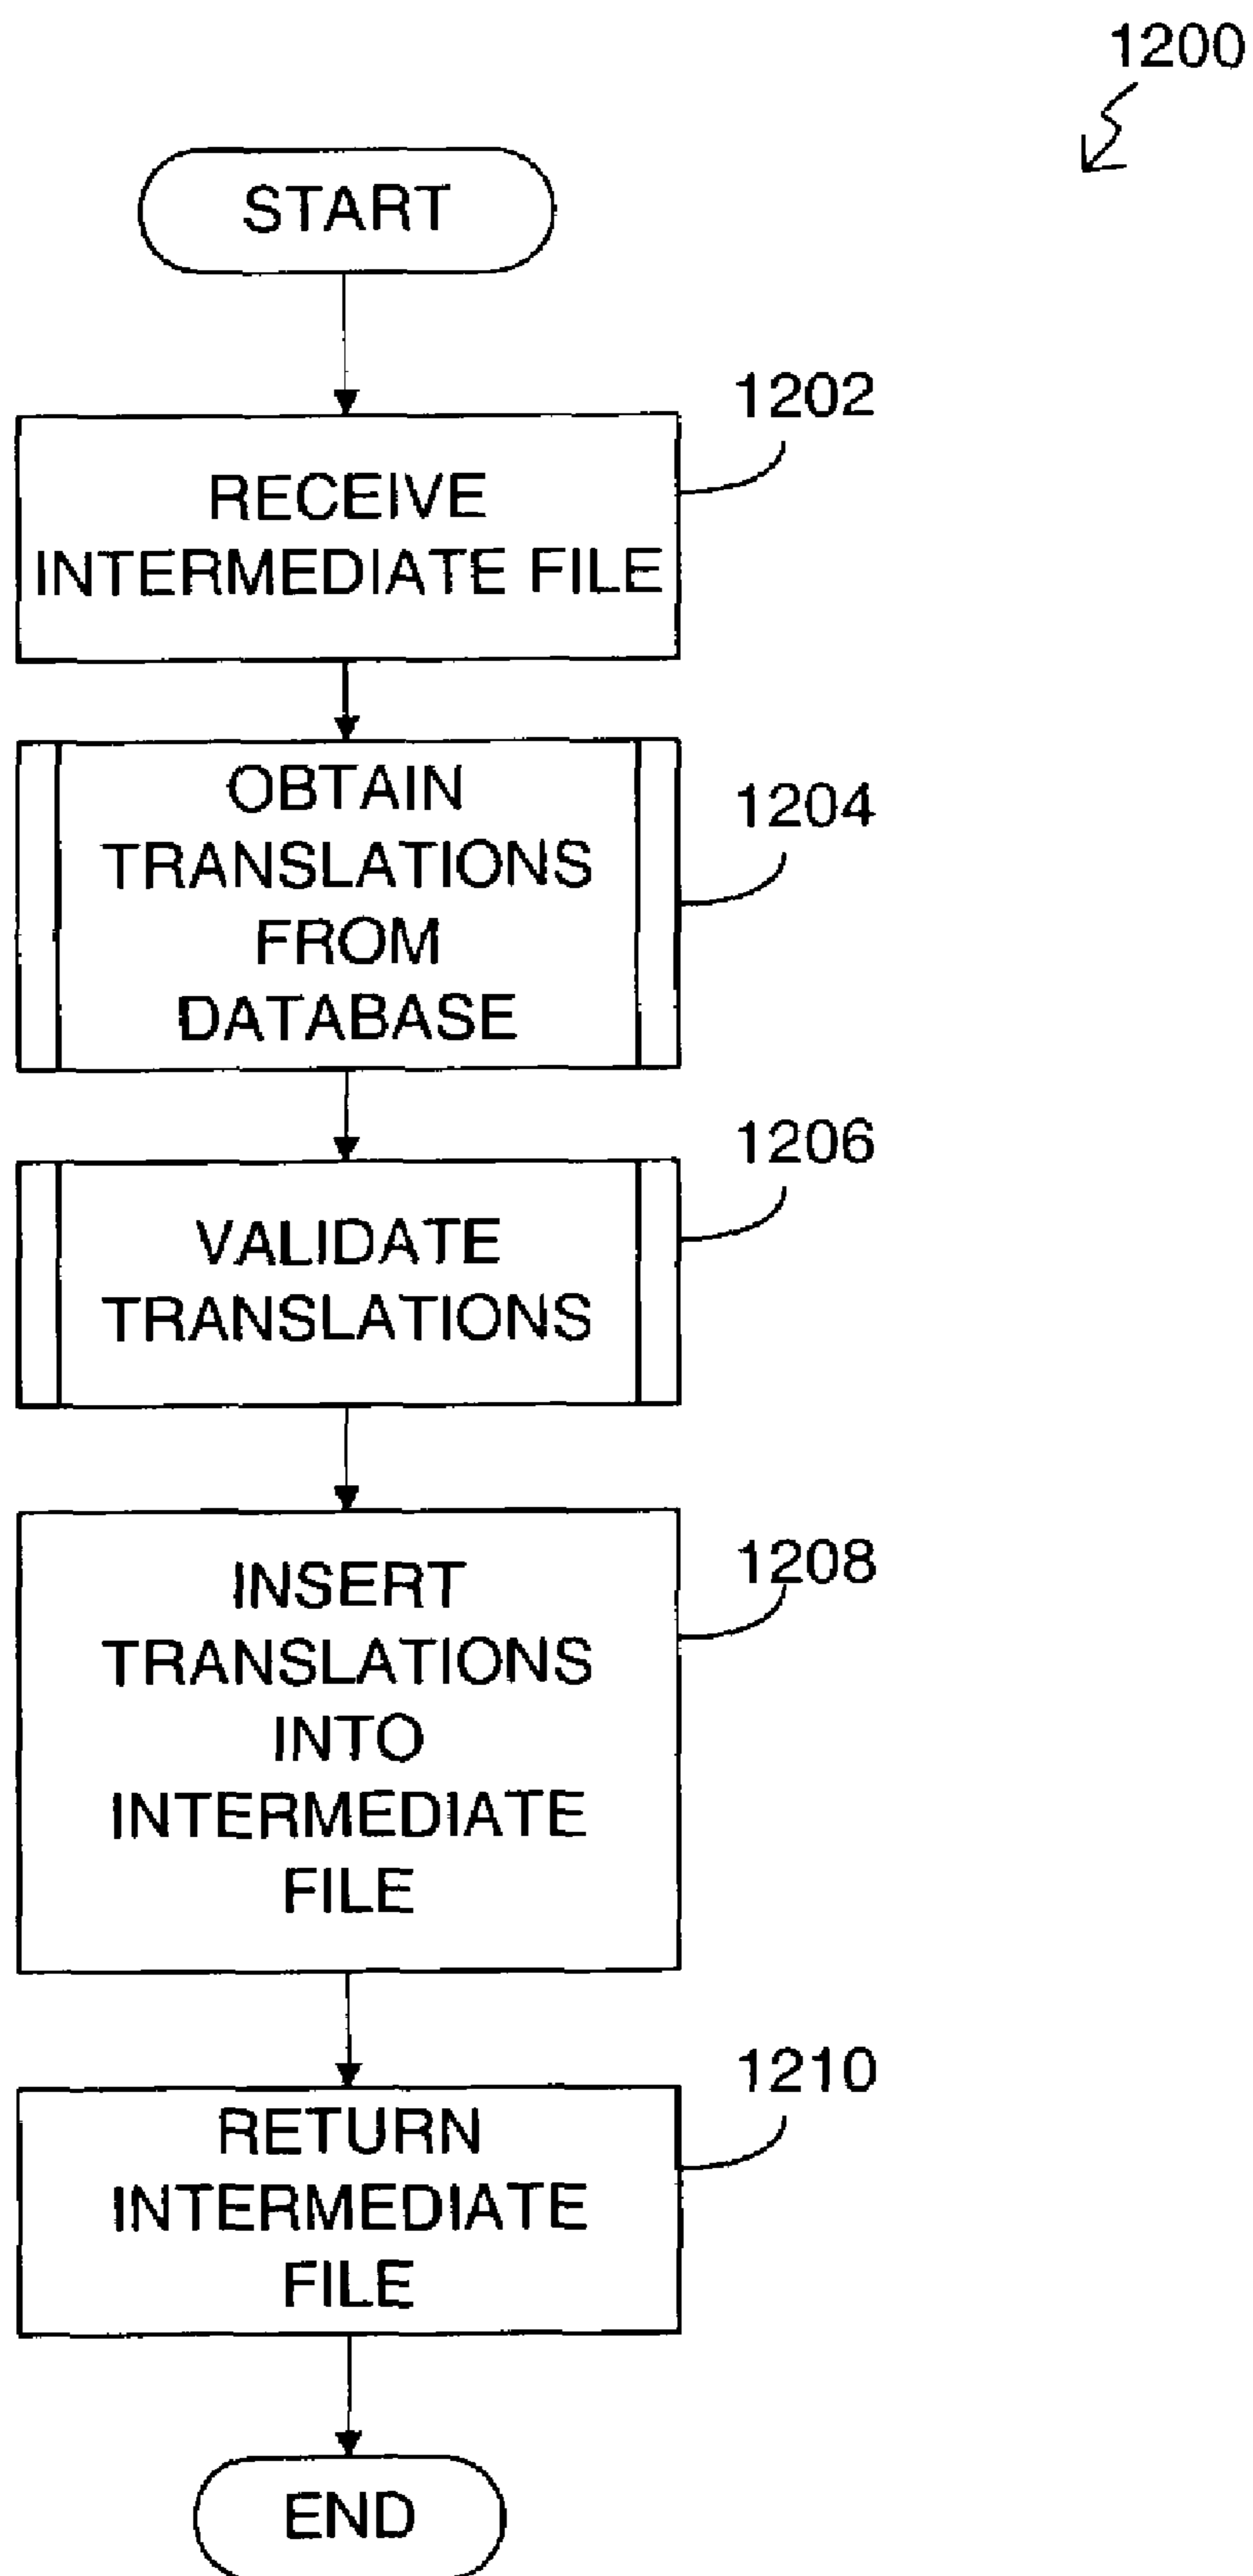 1200
START
1202
RECEIVE
INTERMEDIATE FILE
1204
OBTAIN
TRANSLATIONS
FROM
DATABASE
1206
VALIDATE
TRANSLATIONS
1208
INSERT
TRANSLATIONS
INTO
INTERMEDIATE
FILE
1210
RETURN
INTERMEDIATE
FILE
END